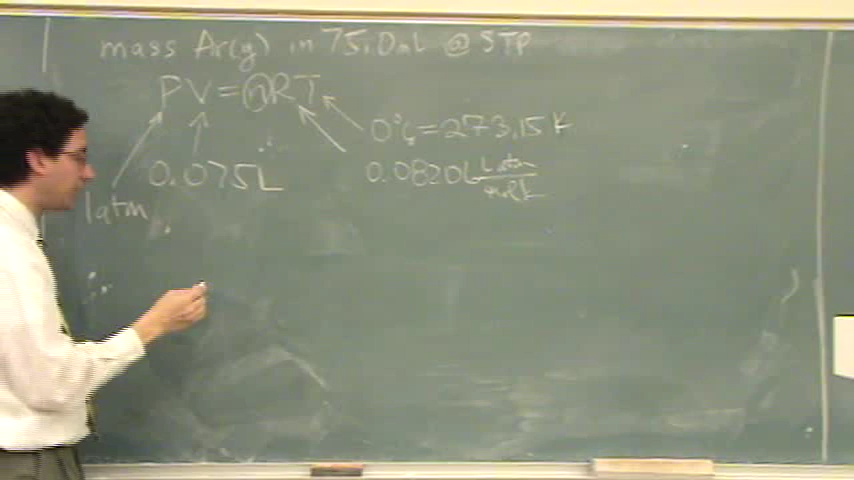 mass Ar(g) in 75.0mL @ STP
PV=nRT
0°C=273.15 K
0.075L
0.08206 L atm / mol K
1atm